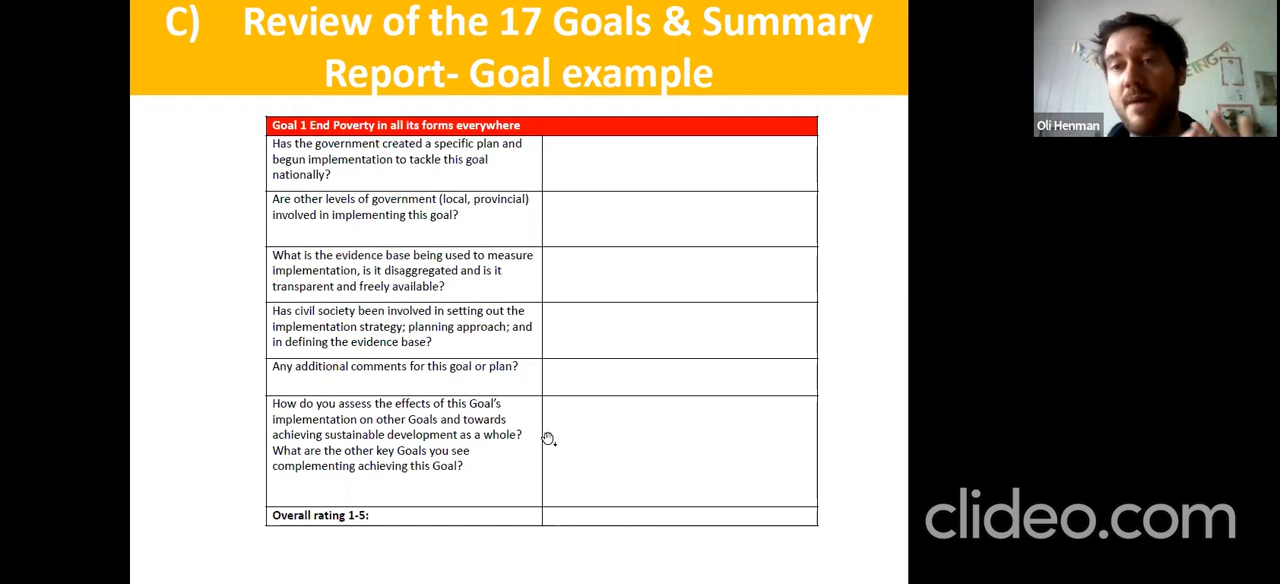 C) Review of the 17 Goals & Summary
Report- Goal example
Goal 1 End Poverty in all its forms everywhere
Has the government created a specific plan and
begun implementation to tackle this goal
nationally?
Are other levels of government (local, provincial)
involved in implementing this goal?
What is the evidence base being used to measure
implementation, is it disaggregated and is it
transparent and freely available?
Has civil society been involved in setting out the
implementation strategy; planning approach; and
in defining the evidence base?
Any additional comments for this goal or plan?
How do you assess the effects of this Goal's
implementation on other Goals and towards
achieving sustainable development as a whole?
What are the other key Goals you see
complementing achieving this Goal?
Overall rating 1-5:
Oli Henman
clideo.com